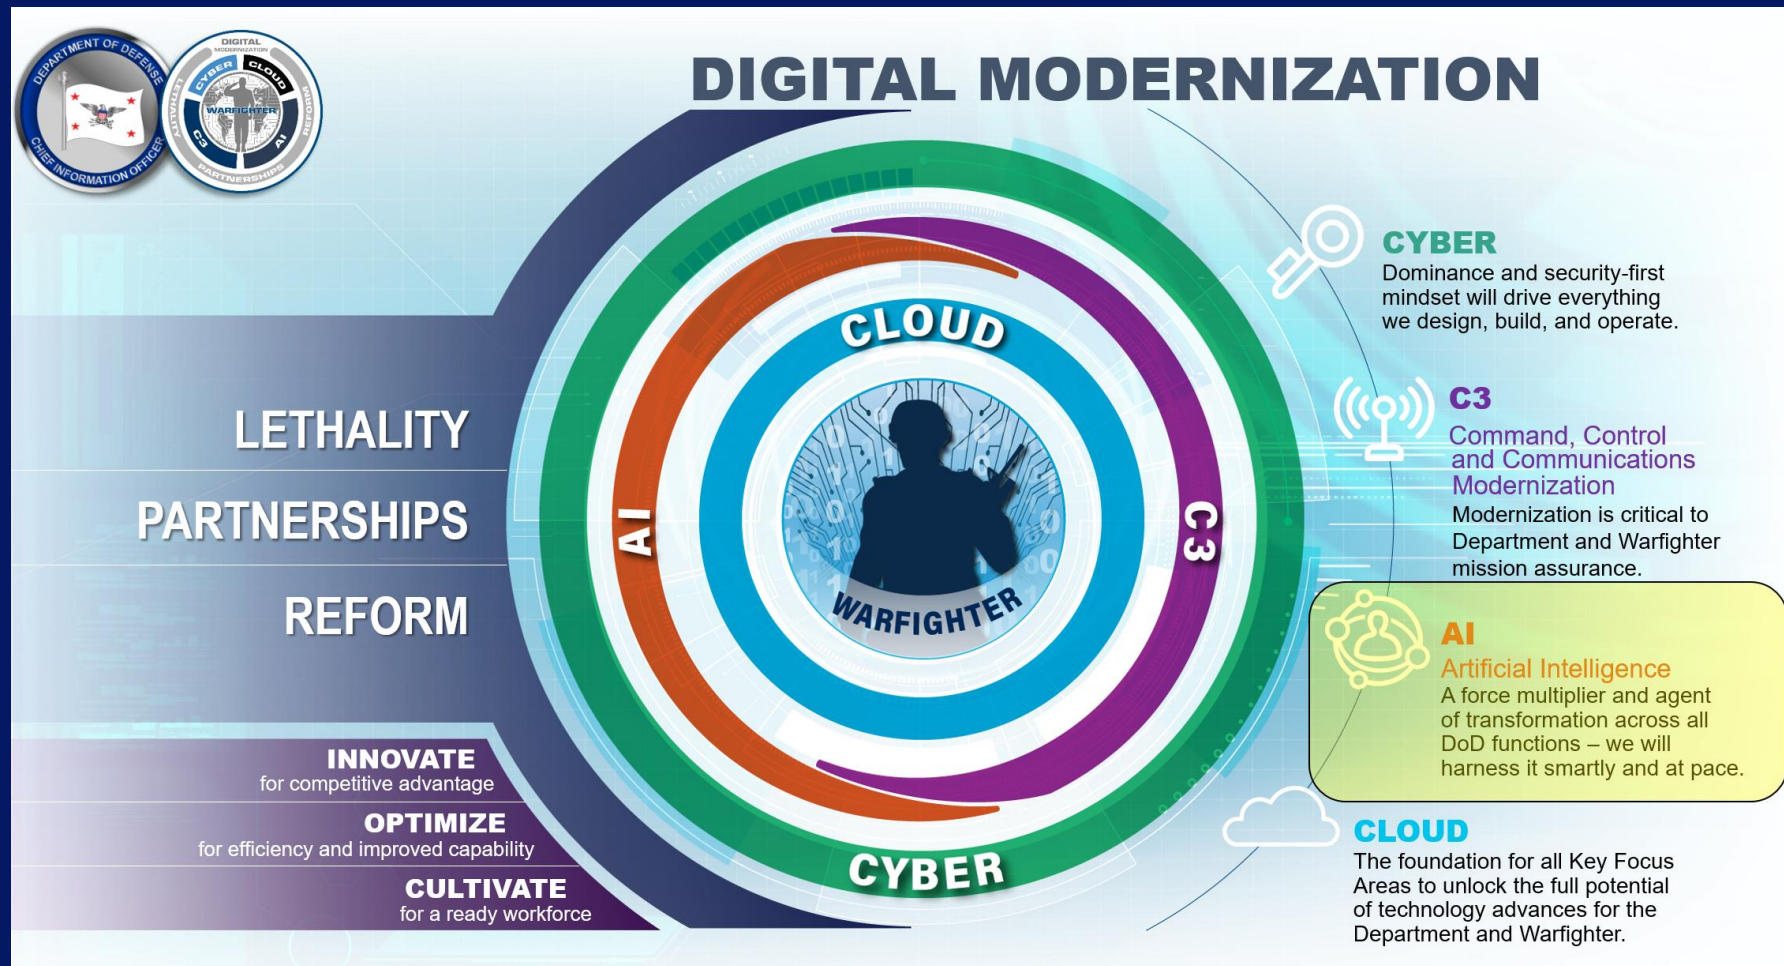 DEPARTMENT OF DEFENSE
CHIEF INFORMATION OFFICER
DIGITAL
MODERNIZATION
CYBER
CLOUD
LETHALITY
REFORM
WARFIGHTER
C3
AI
PARTNERSHIPS
DIGITAL MODERNIZATION
LETHALITY
PARTNERSHIPS
REFORM
INNOVATE
for competitive advantage
OPTIMIZE
for efficiency and improved capability
CULTIVATE
for a ready workforce
CLOUD
AI
C3
WARFIGHTER
CYBER
CYBER
Dominance and security-first
mindset will drive everything
we design, build, and operate.
C3
Command, Control
and Communications
Modernization
Modernization is critical to
Department and Warfighter
mission assurance.
AI
Artificial Intelligence
A force multiplier and agent
of transformation across all
DoD functions – we will
harness it smartly and at pace.
CLOUD
The foundation for all Key Focus
Areas to unlock the full potential
of technology advances for the
Department and Warfighter.